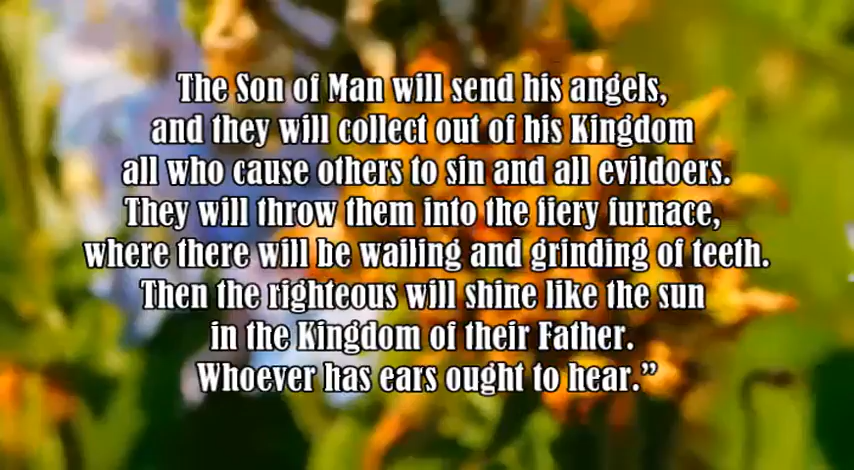 The Son of Man will send his angels,
and they will collect out of his Kingdom
all who cause others to sin and all evildoers.
They will throw them into the fiery furnace,
where there will be wailing and grinding of teeth.
Then the righteous will shine like the sun
in the Kingdom of their Father.
Whoever has ears ought to hear.”